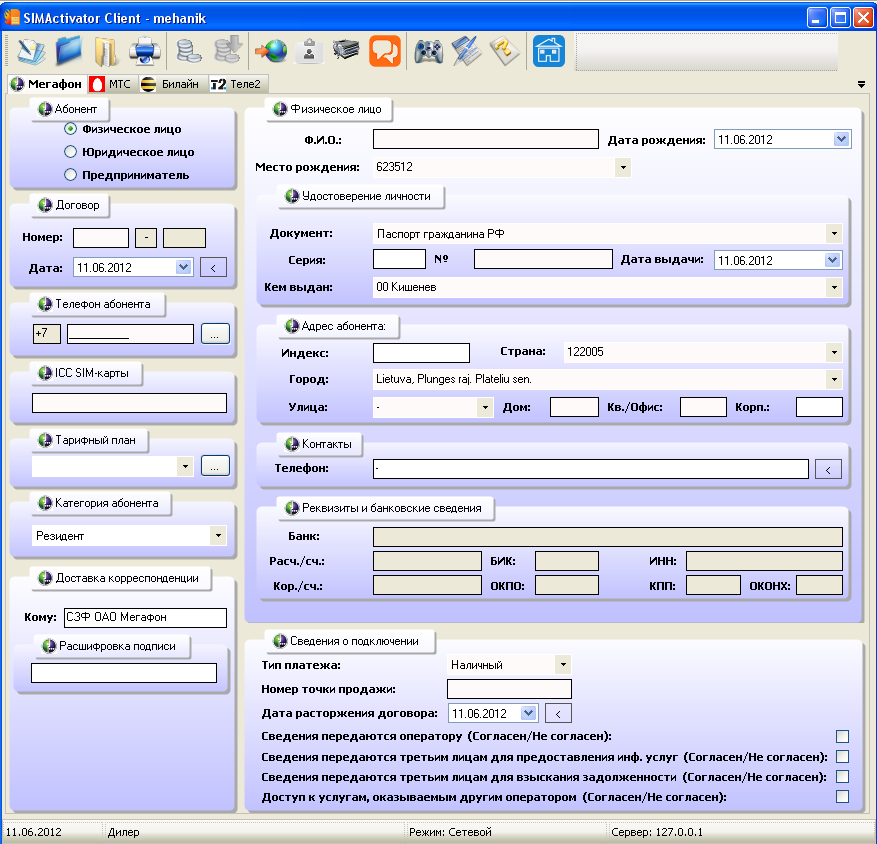 SIMActivator Client - mehanik
Мегафон МТС Билайн T2 Теле2
Абонент
Физическое лицо
Юридическое лицо
Предприниматель
Договор
Номер: -
Дата: 11.06.2012 <
Телефон абонента
+7 __________ ...
ICC SIM-карты
Тарифный план
...
Категория абонента
Резидент
Доставка корреспонденции
Кому: СЗФ ОАО Мегафон
Расшифровка подписи
Физическое лицо
Ф.И.О.: Дата рождения: 11.06.2012
Место рождения: 623512
Удостоверение личности
Документ: Паспорт гражданина РФ
Серия: № Дата выдачи: 11.06.2012
Кем выдан: 00 Кишенев
Адрес абонента:
Индекс: Страна: 122005
Город: Lietuva, Plunges raj. Plateliu sen.
Улица: - Дом: Кв./Офис: Корп.:
Контакты
Телефон: - <
Реквизиты и банковские сведения
Банк:
Расч./сч.: БИК: ИНН:
Кор./сч.: ОКПО: КПП: ОКОНХ:
Сведения о подключении
Тип платежа: Наличный
Номер точки продажи:
Дата расторжения договора: 11.06.2012 <
Сведения передаются оператору (Согласен/Не согласен):
Сведения передаются третьим лицам для предоставления инф. услуг (Согласен/Не согласен):
Сведения передаются третьим лицам для взыскания задолженности (Согласен/Не согласен):
Доступ к услугам, оказываемым другим оператором (Согласен/Не согласен):
11.06.2012 Дилер Режим: Сетевой Сервер: 127.0.0.1